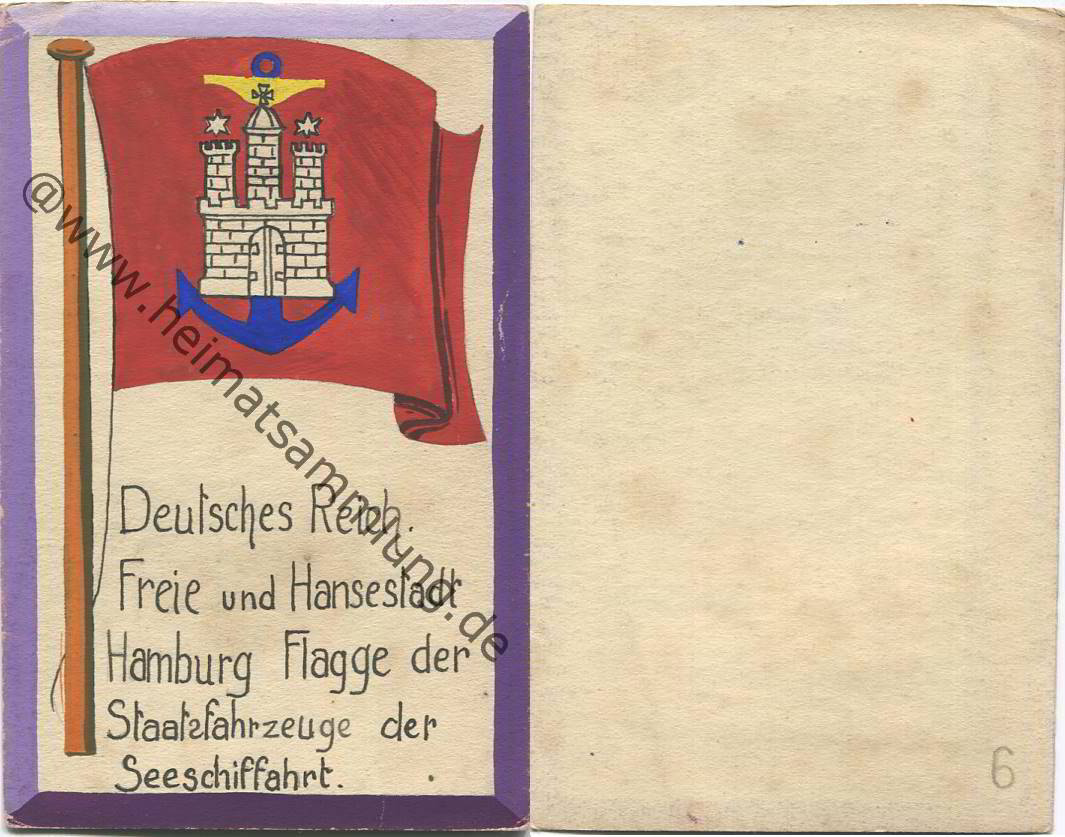 Deutsches Reich.
Freie und Hansestadt
Hamburg Flagge der
Staatsfahrzeuge der
Seeschiffahrt.
@www.heimatsammlung.de
6